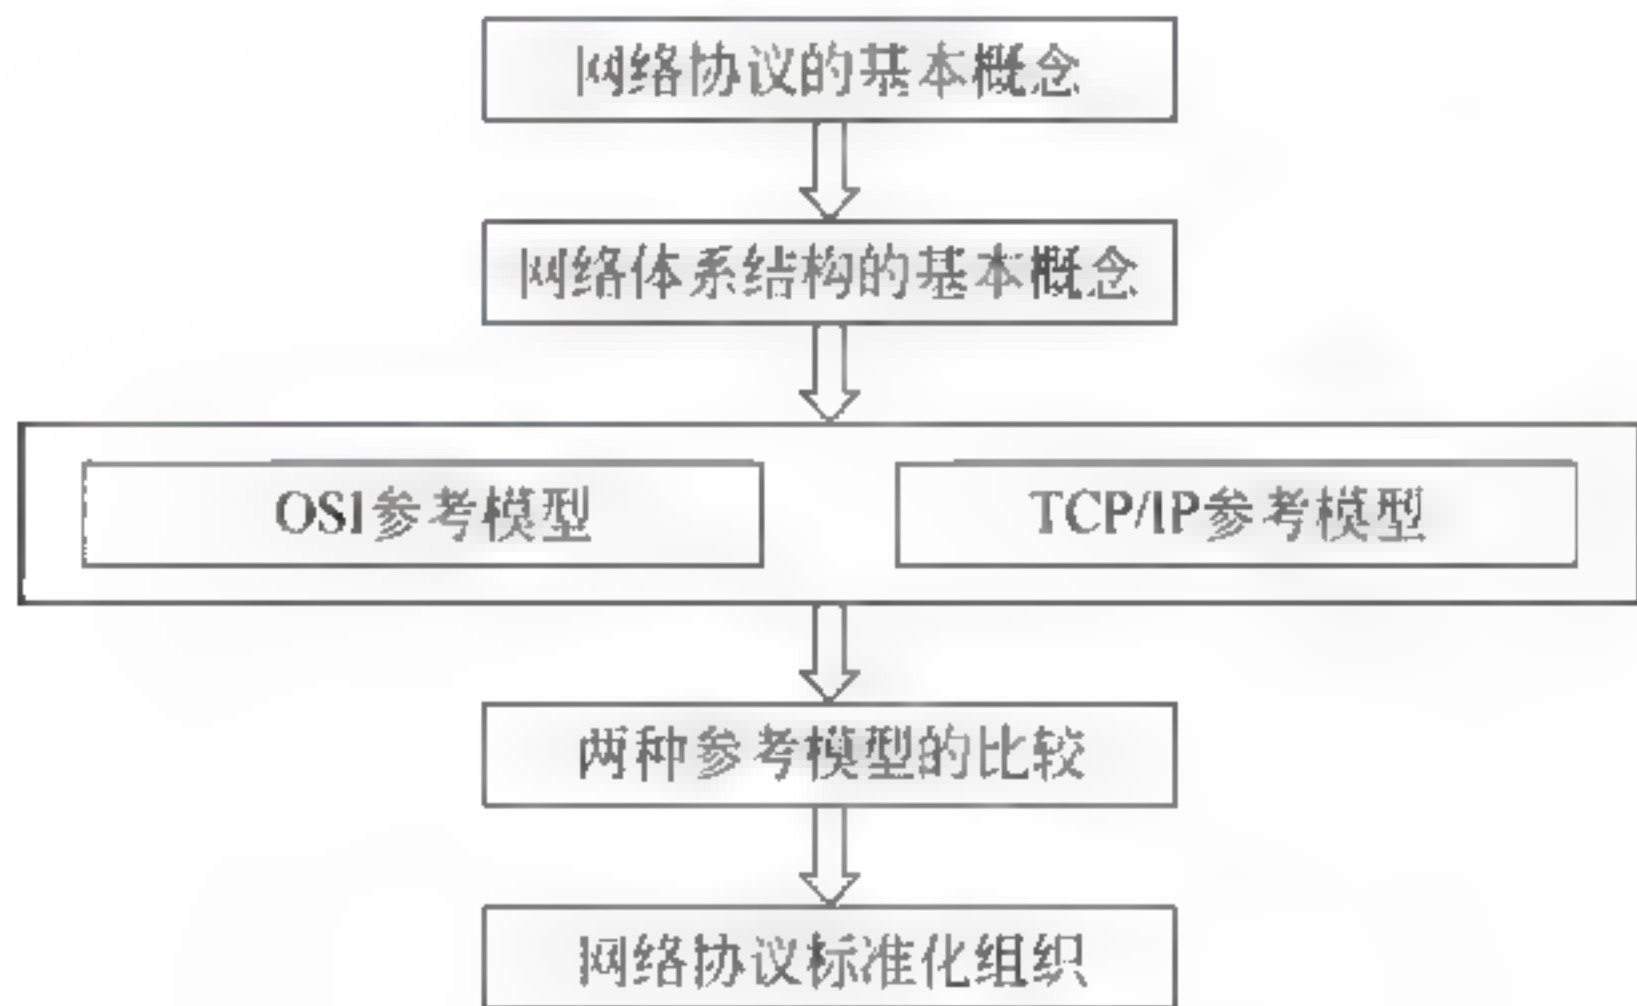 网络协议的基本概念
网络体系结构的基本概念
OSI参考模型
TCP/IP参考模型
两种参考模型的比较
网络协议标准化组织